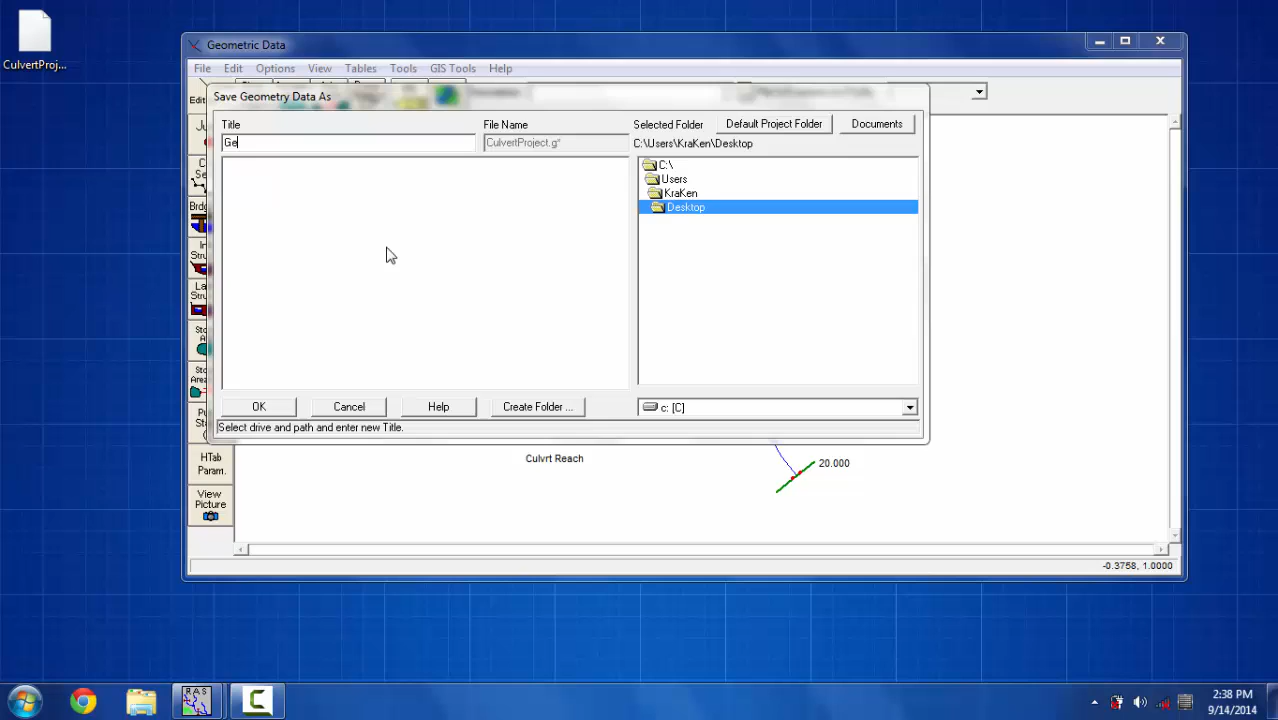 CulvertProj...
Geometric Data
File Edit Options View Tables Tools GIS Tools Help
Save Geometry Data As
Title File Name Selected Folder Default Project Folder Documents
Ge CulvertProject.g* C:\Users\KraKen\Desktop
C:\
Users
KraKen
Desktop
OK Cancel Help Create Folder ... c: [C]
Select drive and path and enter new Title.
HTab
Param.
View
Picture
Culvrt Reach
20.000
-0.3758, 1.0000
RAS
2:38 PM
9/14/2014